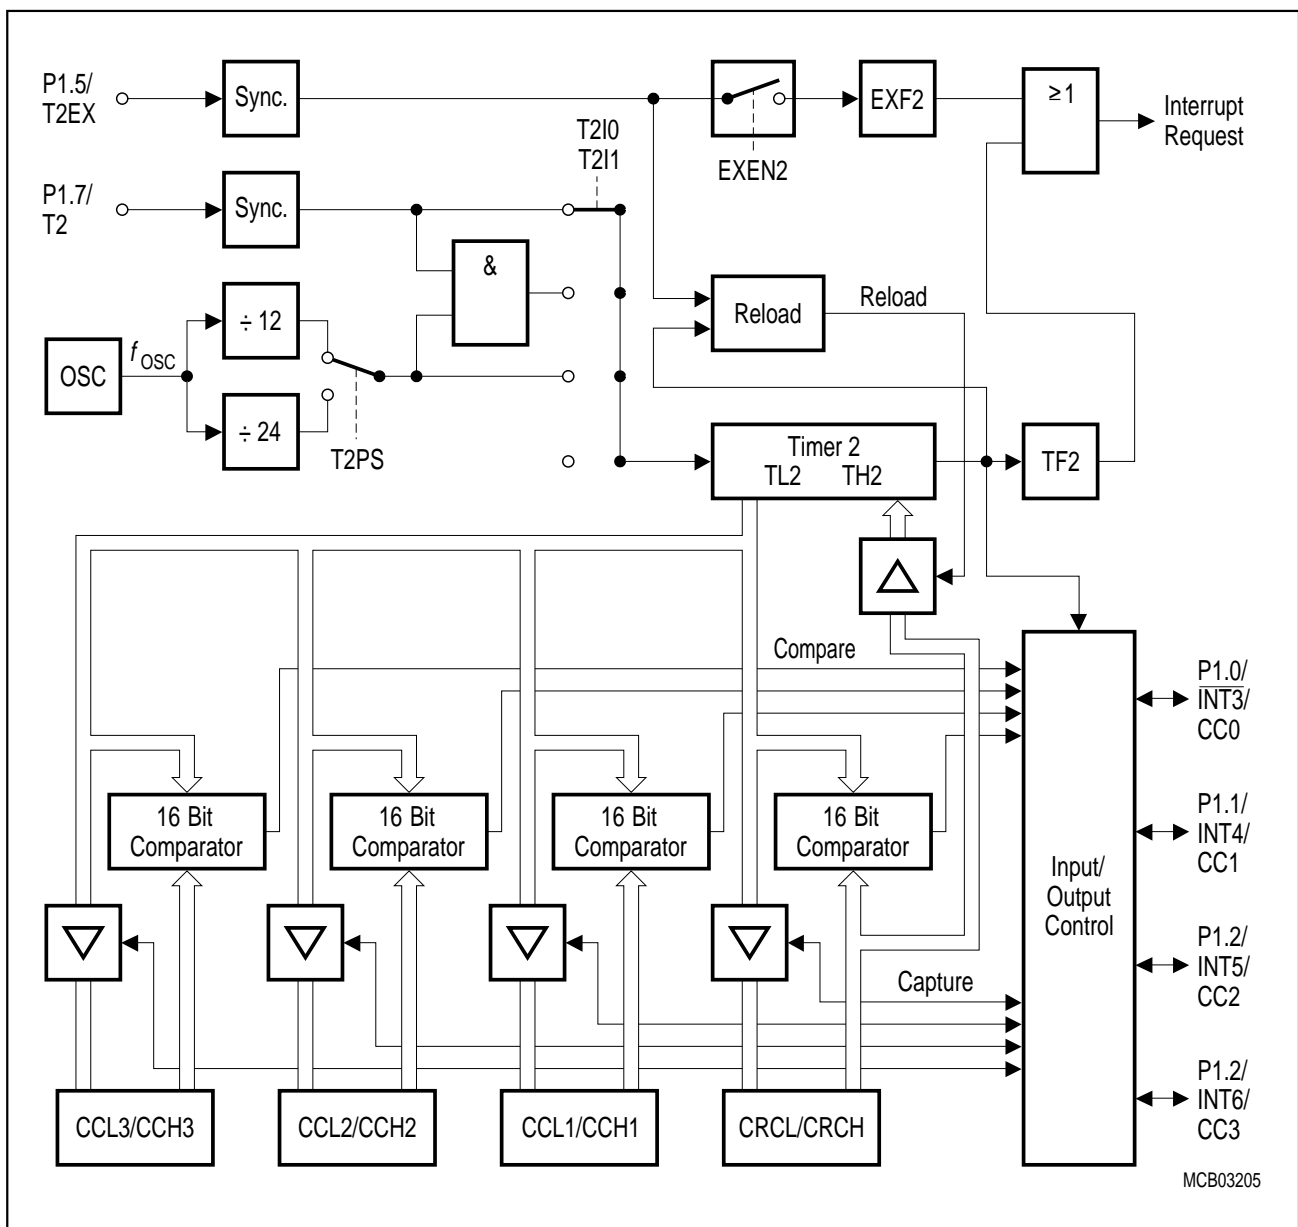 P1.5/
T2EX
Sync.
EXEN2
EXF2
≥1
Interrupt
Request
T2I0
T2I1
P1.7/
T2
Sync.
&
÷ 12
Reload
Reload
OSC
f OSC
÷ 24
T2PS
Timer 2
TL2 TH2
TF2
Compare
16 Bit
Comparator
16 Bit
Comparator
16 Bit
Comparator
16 Bit
Comparator
Input/
Output
Control
P1.0/
INT3/
CC0
P1.1/
INT4/
CC1
P1.2/
INT5/
CC2
P1.2/
INT6/
CC3
Capture
CCL3/CCH3
CCL2/CCH2
CCL1/CCH1
CRCL/CRCH
MCB03205